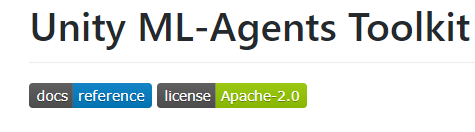 Unity ML-Agents Toolkit
docs reference license Apache-2.0